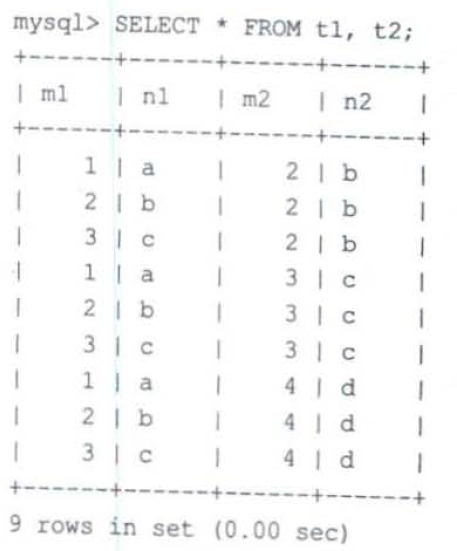 mysql> SELECT * FROM t1, t2;
+------+------+------+------+
| m1   | n1   | m2   | n2   |
+------+------+------+------+
|    1 | a    |    2 | b    |
|    2 | b    |    2 | b    |
|    3 | c    |    2 | b    |
|    1 | a    |    3 | c    |
|    2 | b    |    3 | c    |
|    3 | c    |    3 | c    |
|    1 | a    |    4 | d    |
|    2 | b    |    4 | d    |
|    3 | c    |    4 | d    |
+------+------+------+------+
9 rows in set (0.00 sec)